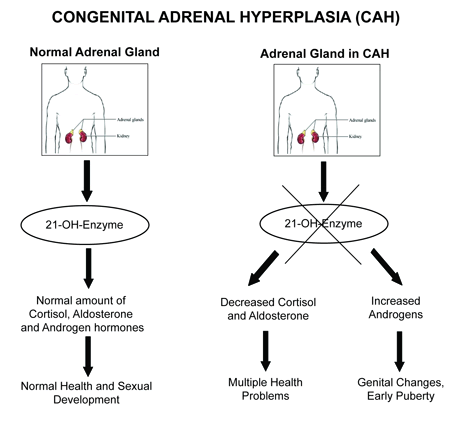 CONGENITAL ADRENAL HYPERPLASIA (CAH)
Normal Adrenal Gland
Adrenal glands
Kidney
21-OH-Enzyme
Normal amount of
Cortisol, Aldosterone
and Androgen hormones
Normal Health and Sexual
Development
Adrenal Gland in CAH
Adrenal glands
Kidney
21-OH-Enzyme
Decreased Cortisol
and Aldosterone
Multiple Health
Problems
Increased
Androgens
Genital Changes,
Early Puberty